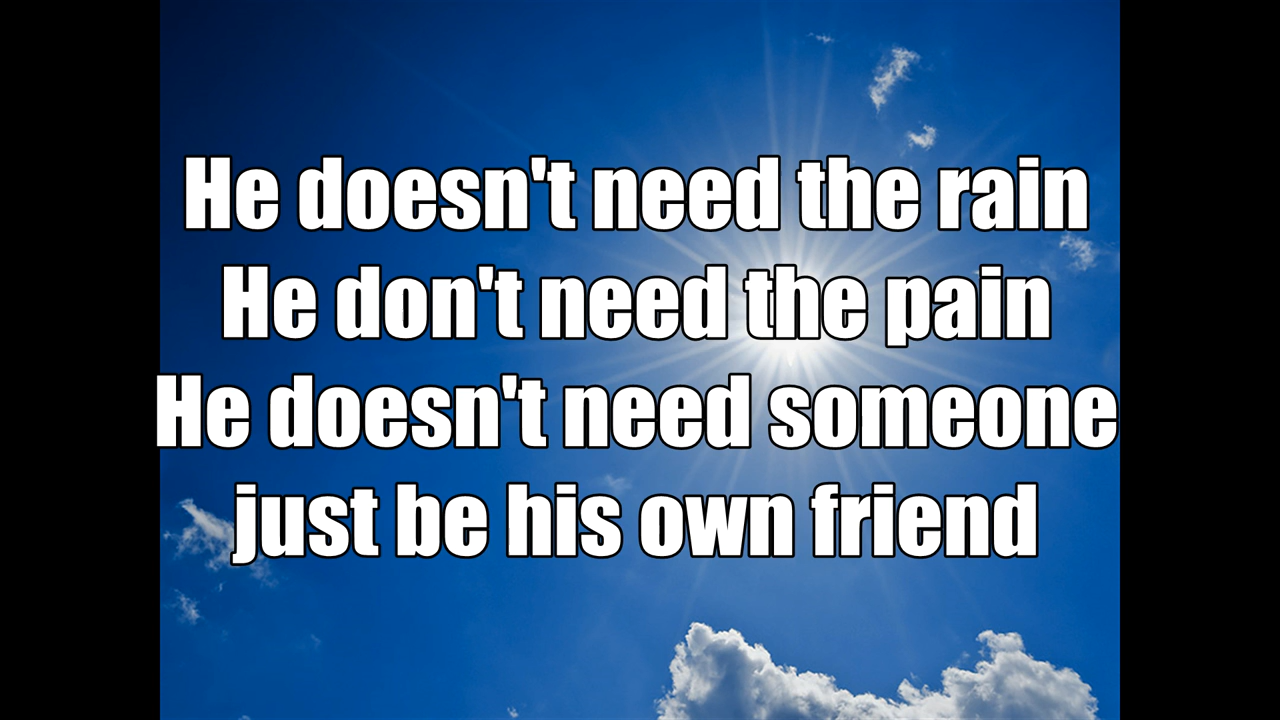 He doesn't need the rain
He don't need the pain
He doesn't need someone
just be his own friend